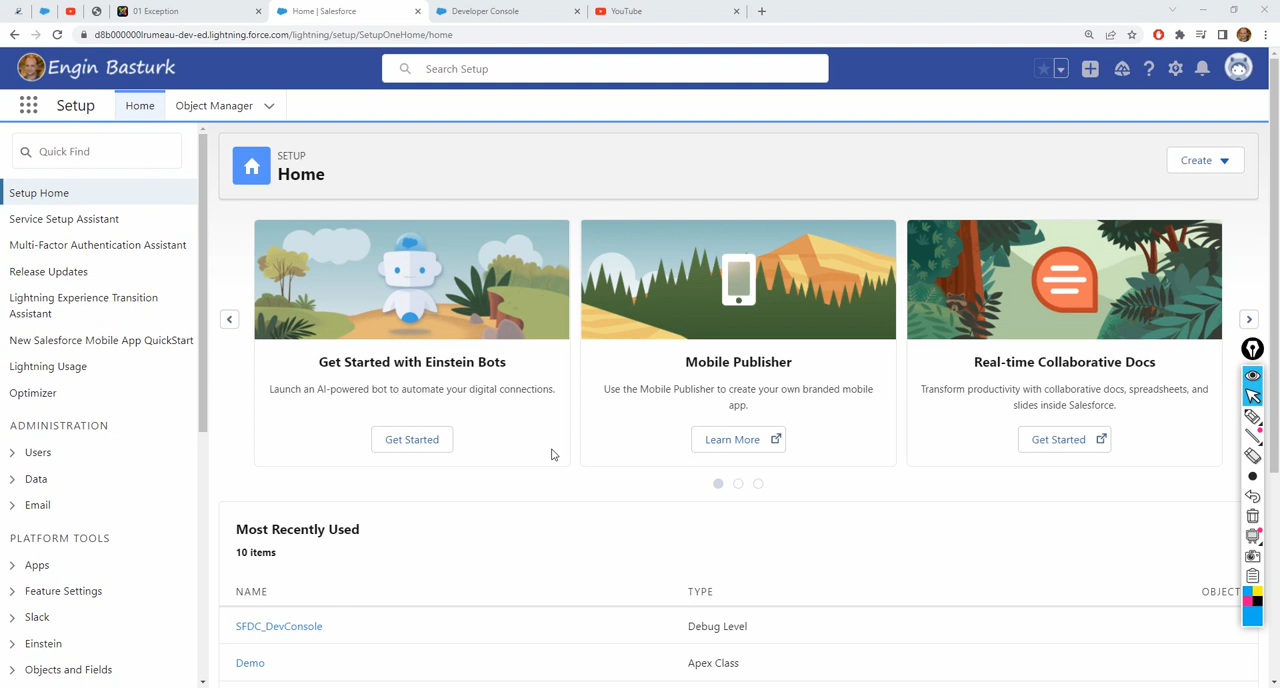 01 Exception
Home | Salesforce
Developer Console
YouTube
d8b000000lrumeau-dev-ed.lightning.force.com/lightning/setup/SetupOneHome/home
Engin Basturk
Search Setup
Setup
Home
Object Manager
Quick Find
Setup Home
Service Setup Assistant
Multi-Factor Authentication Assistant
Release Updates
Lightning Experience Transition
Assistant
New Salesforce Mobile App QuickStart
Lightning Usage
Optimizer
ADMINISTRATION
Users
Data
Email
PLATFORM TOOLS
Apps
Feature Settings
Slack
Einstein
Objects and Fields
SETUP
Home
Create
Get Started with Einstein Bots
Launch an AI-powered bot to automate your digital connections.
Get Started
Mobile Publisher
Use the Mobile Publisher to create your own branded mobile
app.
Learn More
Real-time Collaborative Docs
Transform productivity with collaborative docs, spreadsheets, and
slides inside Salesforce.
Get Started
Most Recently Used
10 items
NAME
TYPE
OBJECT
SFDC_DevConsole
Debug Level
Demo
Apex Class